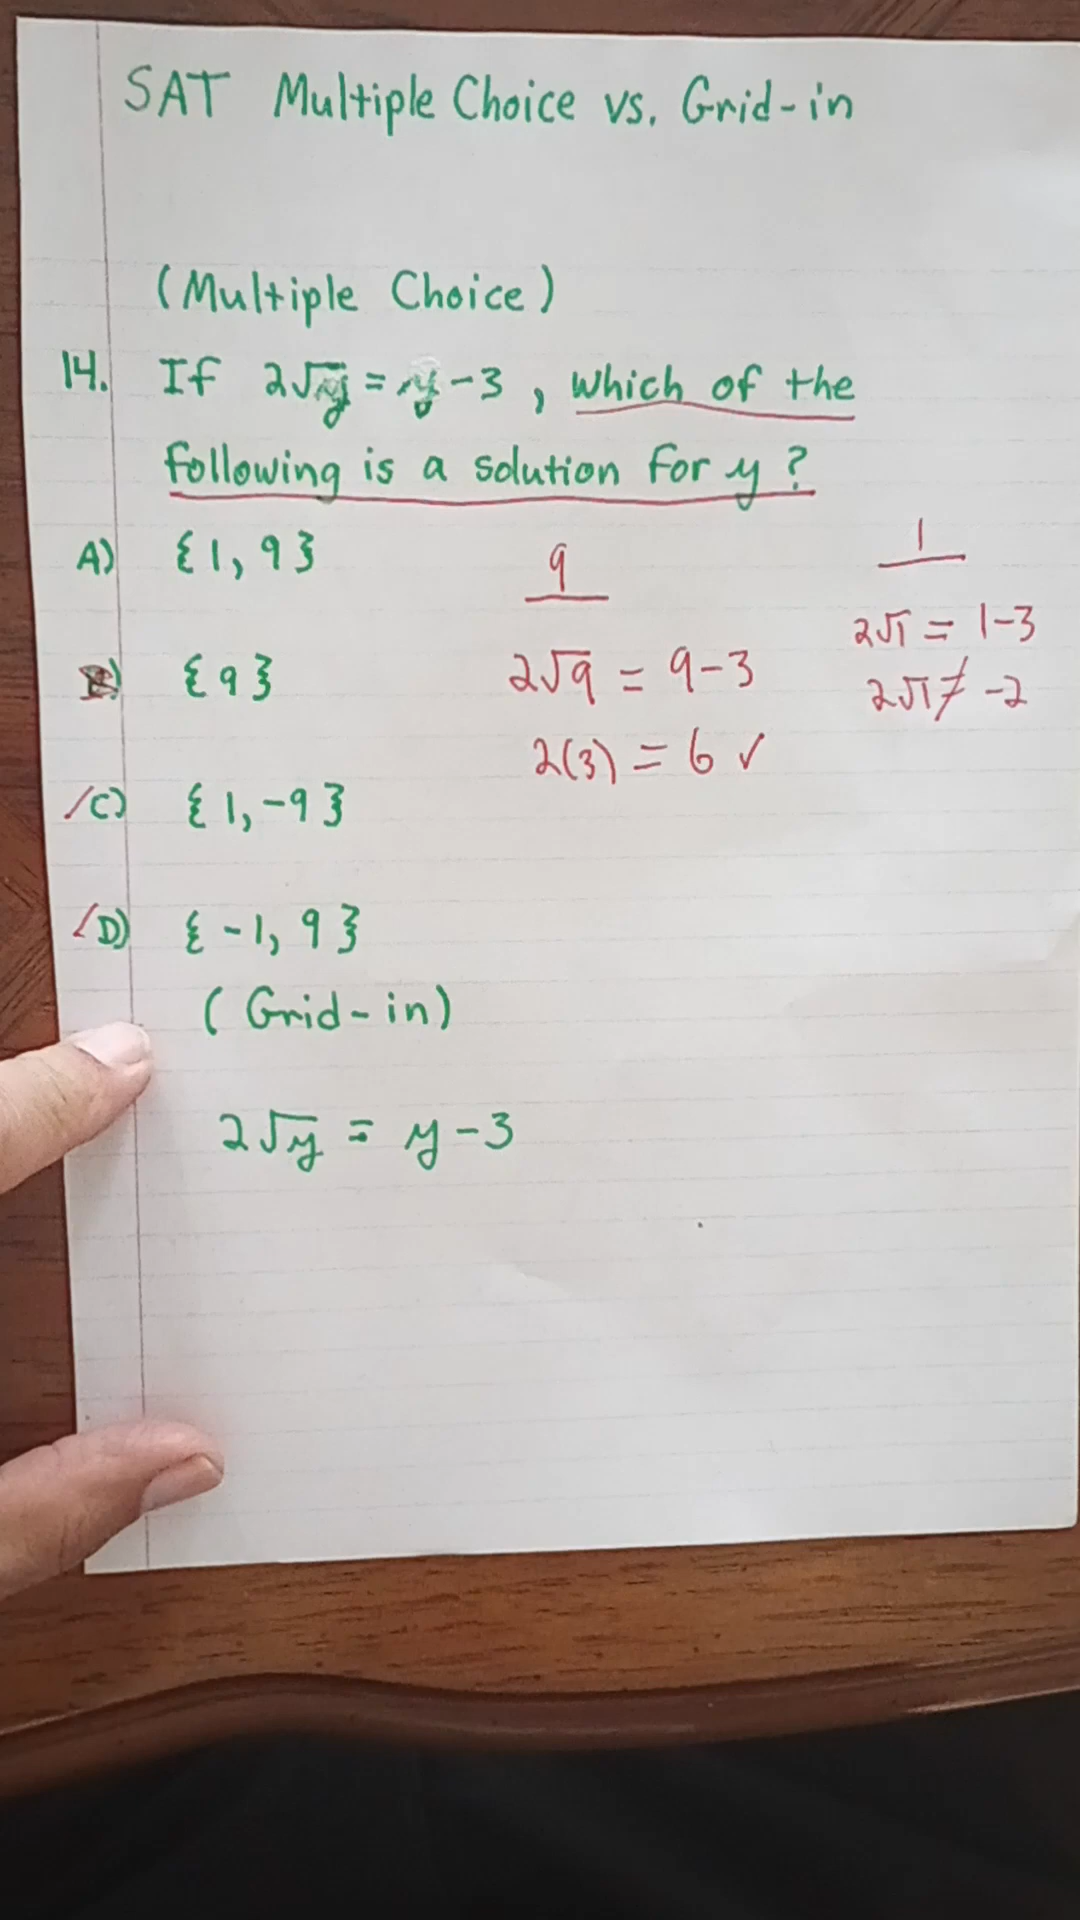 SAT Multiple Choice vs. Grid-in
(Multiple Choice)
14. If 2√y = y - 3, which of the
following is a solution for y?
A) {1, 9}
{9}
/C) {1, -9}
/D) {-1, 9}
9
2√9 = 9-3
2(3) = 6 ✓
1
2√1 = 1-3
2√1 ≠ -2
(Grid-in)
2√y = y - 3